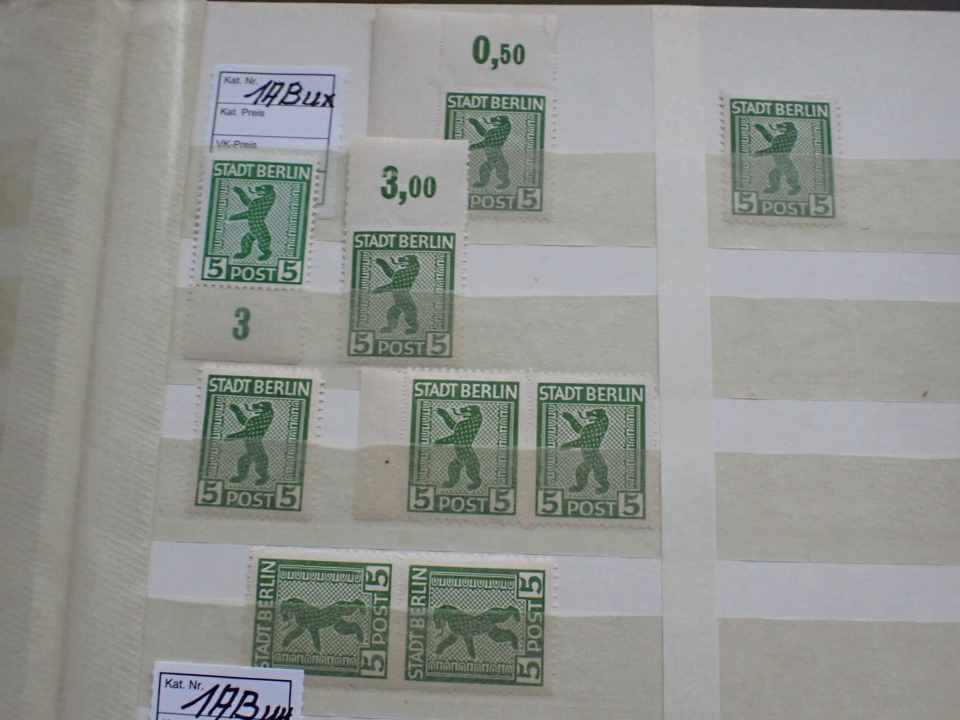 Kat. Nr. 1ABux
Kat. Preis
VK-Preis
0,50
STADT BERLIN
5 5
STADT BERLIN
5 POST 5
STADT BERLIN
5 POST 5
3
3,00
STADT BERLIN
5 POST 5
STADT BERLIN
5 POST 5
STADT BERLIN
5 POST 5
STADT BERLIN
5 POST 5
STADT BERLIN
5 POST 5
STADT BERLIN
5 POST 5
Kat. Nr. 1AB